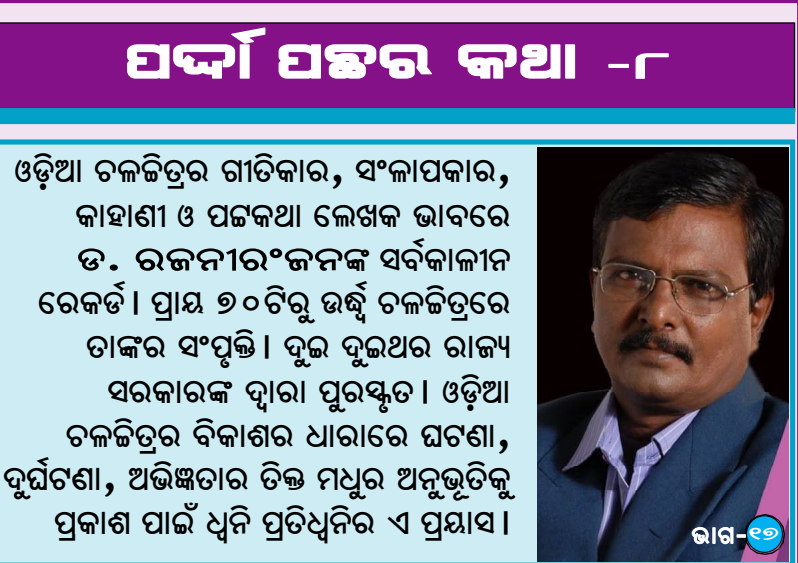 ପର୍ଦ୍ଦା ପଛର କଥା -୮
ଓଡ଼ିଆ ଚଳଚ୍ଚିତ୍ରର ଗୀତିକାର, ସଂଳାପକାର,
କାହାଣୀ ଓ ପଟ୍ଟକଥା ଲେଖକ ଭାବରେ
ଡ. ରଜନୀରଂଜନଙ୍କ ସର୍ବକାଳୀନ
ରେକର୍ଡ। ପ୍ରାୟ ୭୦ଟିରୁ ଉର୍ଦ୍ଧ୍ୱ ଚଳଚ୍ଚିତ୍ରରେ
ତାଙ୍କର ସଂପୃକ୍ତି। ଦୁଇ ଦୁଇଥର ରାଜ୍ୟ
ସରକାରଙ୍କ ଦ୍ୱାରା ପୁରସ୍କୃତ। ଓଡ଼ିଆ
ଚଳଚ୍ଚିତ୍ରର ବିକାଶର ଧାରାରେ ଘଟଣା,
ଦୁର୍ଘଟଣା, ଅଭିଜ୍ଞତାର ତିକ୍ତ ମଧୁର ଅନୁଭୂତିକୁ
ପ୍ରକାଶ ପାଇଁ ଧ୍ୱନି ପ୍ରତିଧ୍ୱନିର ଏ ପ୍ରୟାସ।
ଭାଗ-୧୭